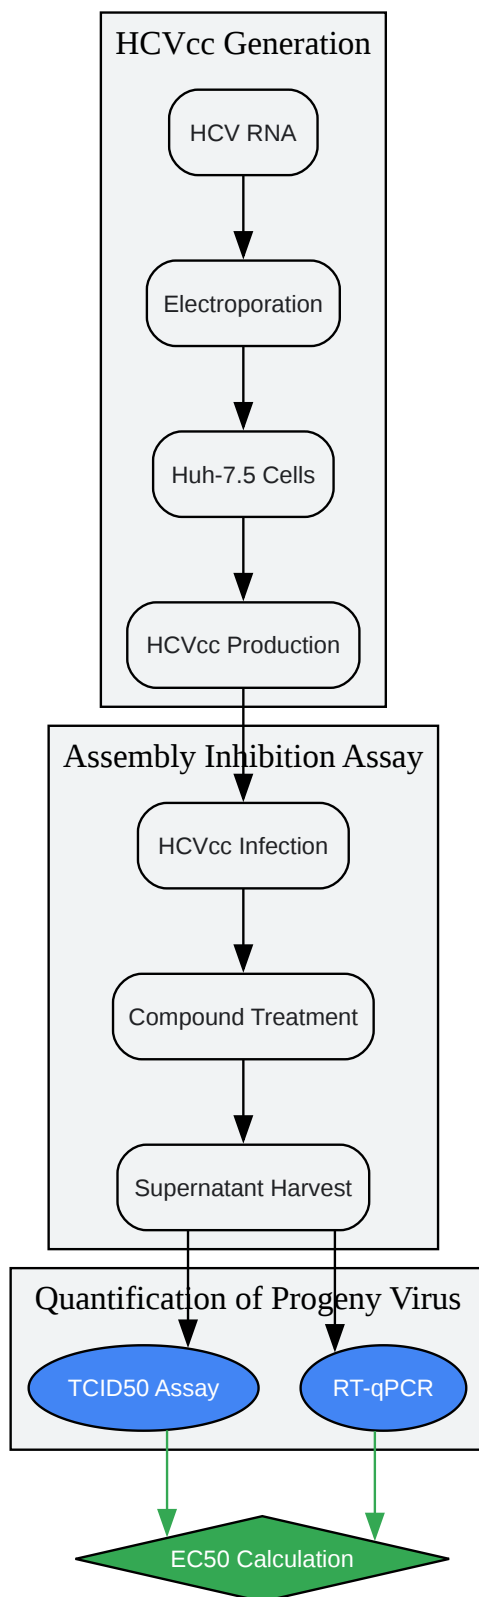 HCVcc Generation
HCV RNA
Electroporation
Huh-7.5 Cells
HCVcc Production
Assembly Inhibition Assay
HCVcc Infection
Compound Treatment
Supernatant Harvest
Quantification of Progeny Virus
TCID50 Assay
RT-qPCR
EC50 Calculation